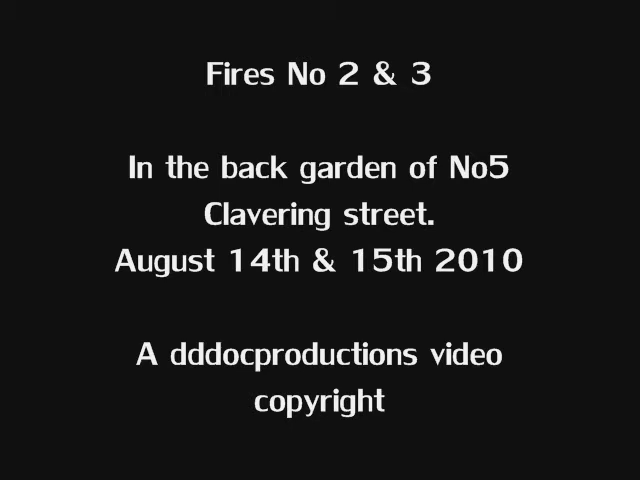 Fires No 2 & 3
In the back garden of No5
Clavering street.
August 14th & 15th 2010
A dddocproductions video
copyright